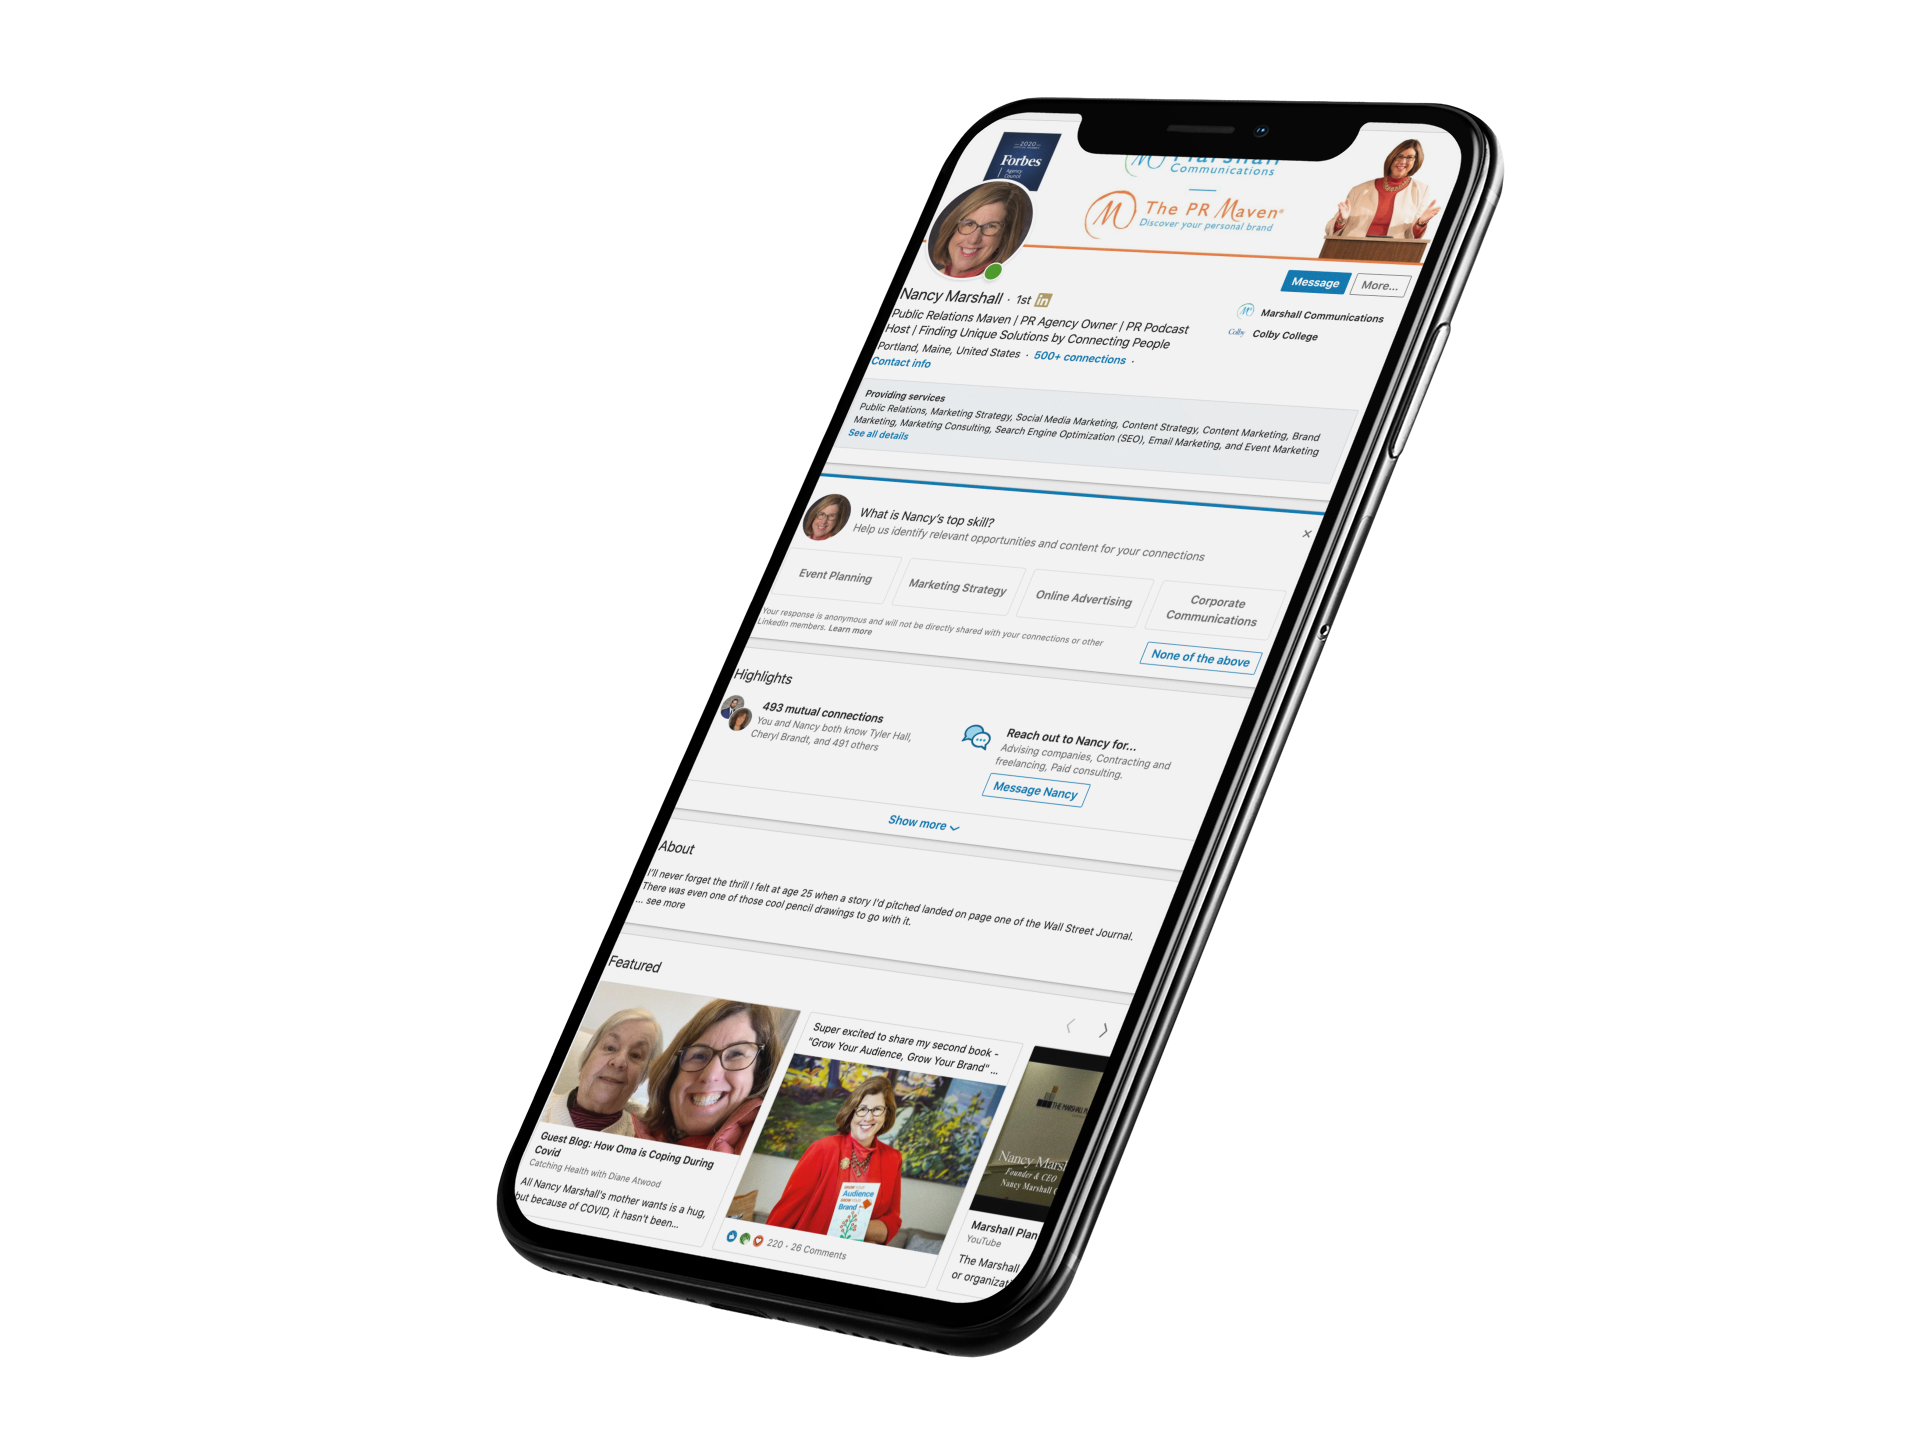 2020
Forbes
Agency
Council
Marshall
Communications
The PR Maven®
Discover your personal brand
Message
More...
Nancy Marshall · 1st in
Public Relations Maven | PR Agency Owner | PR Podcast
Host | Finding Unique Solutions by Connecting People
Portland, Maine, United States · 500+ connections ·
Contact info
Marshall Communications
Colby Colby College
Providing services
Public Relations, Marketing Strategy, Social Media Marketing, Content Strategy, Content Marketing, Brand
Marketing, Marketing Consulting, Search Engine Optimization (SEO), Email Marketing, and Event Marketing
See all details
What is Nancy's top skill?
Help us identify relevant opportunities and content for your connections
Event Planning
Marketing Strategy
Online Advertising
Corporate
Communications
Your response is anonymous and will not be directly shared with your connections or other
LinkedIn members. Learn more
None of the above
Highlights
493 mutual connections
You and Nancy both know Tyler Hall,
Cheryl Brandt, and 491 others
Reach out to Nancy for...
Advising companies, Contracting and
freelancing, Paid consulting.
Message Nancy
Show more
About
I'll never forget the thrill I felt at age 25 when a story I'd pitched landed on page one of the Wall Street Journal.
There was even one of those cool pencil drawings to go with it.
... see more
Featured
Guest Blog: How Oma is Coping During
Covid
Catching Health with Diane Atwood
All Nancy Marshall's mother wants is a hug,
but because of COVID, it hasn't been...
Super excited to share my second book -
"Grow Your Audience, Grow Your Brand" ...
Audience
Brand
220 · 26 Comments
THE MARSHALL
Nancy Marsh
Founder & CEO
Nancy Marshall
Marshall Plan
YouTube
The Marshall
or organizat